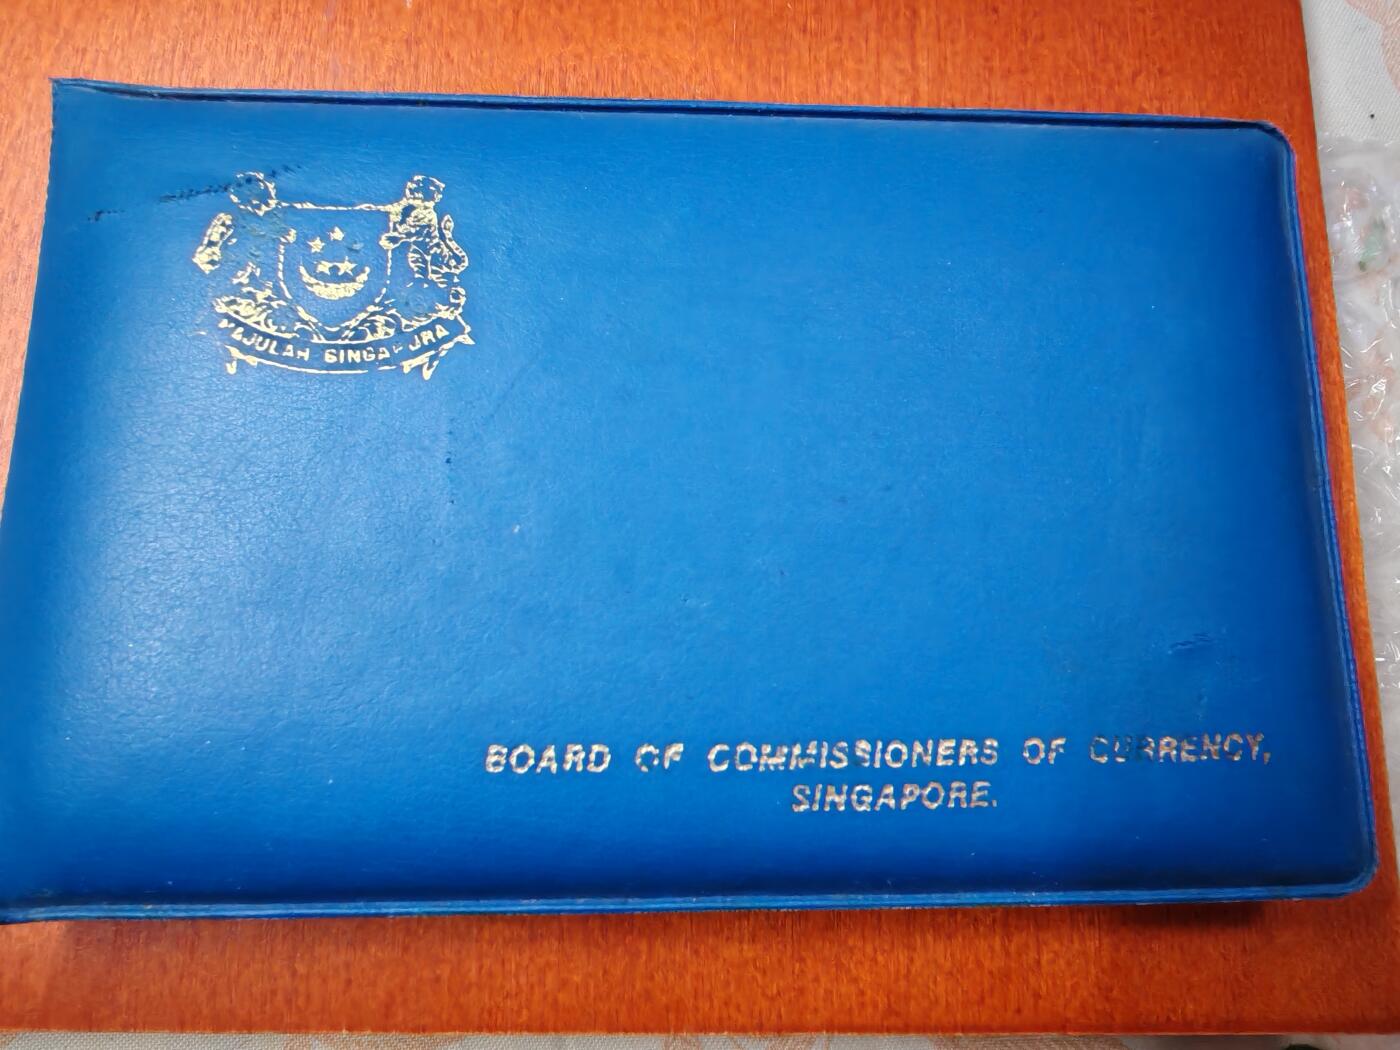 MAJULAH SINGAPURA
BOARD OF COMMISSIONERS OF CURRENCY,
SINGAPORE.